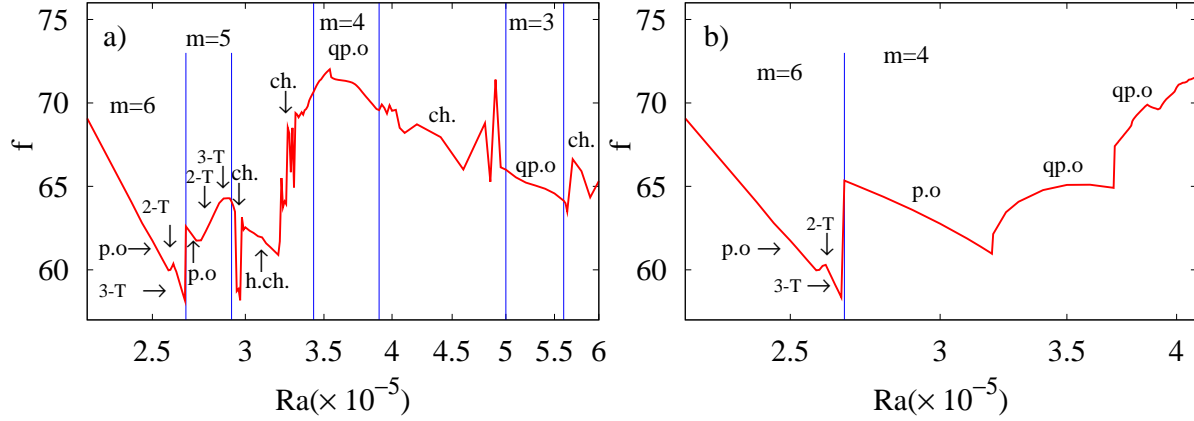 a)
75
70
65
60
f
m=6
m=5
m=4
m=3
qp.o
ch.
ch.
3-T
2-T
ch.
2-T
p.o
3-T
p.o
h.ch.
qp.o
ch.
2.5
3
3.5
4
4.5
5
5.5
6
Ra(× 10⁻⁵)
b)
75
70
65
60
f
m=6
m=4
qp.o
qp.o
p.o
2-T
p.o
3-T
2.5
3
3.5
4
Ra(× 10⁻⁵)